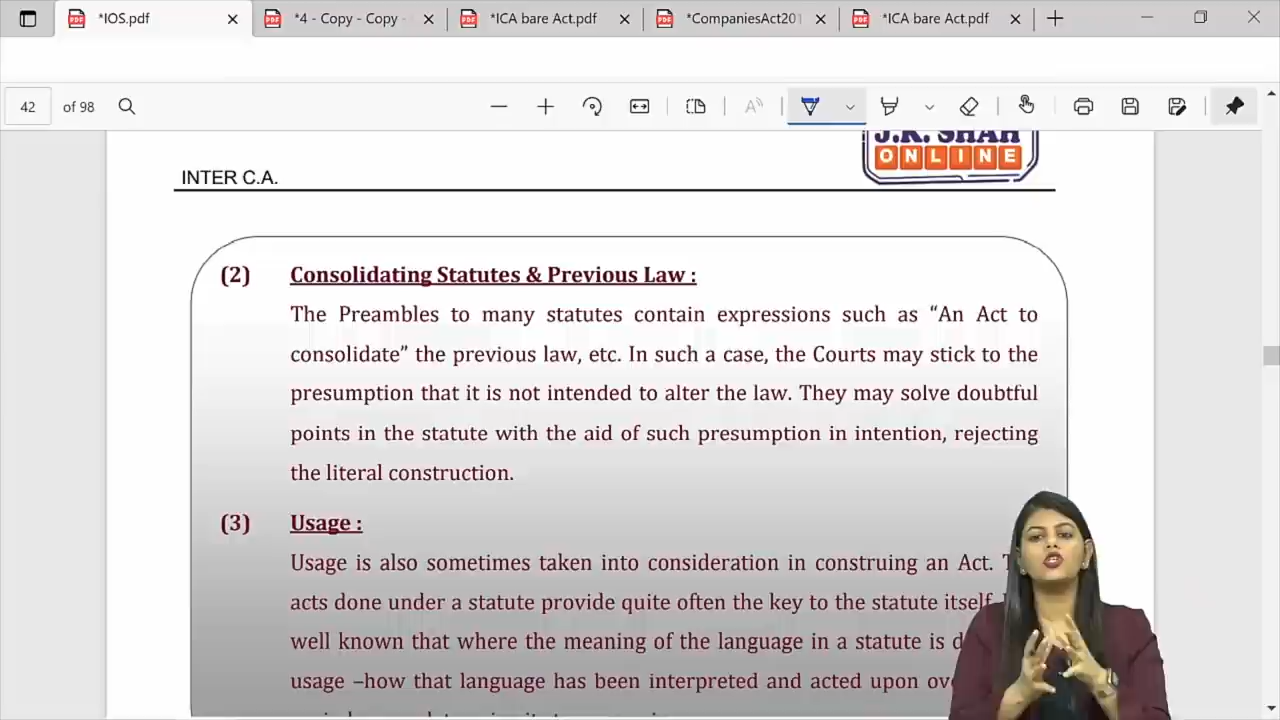 *IOS.pdf
*4 - Copy - Copy -
*ICA bare Act.pdf
*CompaniesAct201
*ICA bare Act.pdf
42 of 98
J.K. SHAH
ONLINE
INTER C.A.
(2) Consolidating Statutes & Previous Law :
The Preambles to many statutes contain expressions such as “An Act to
consolidate” the previous law, etc. In such a case, the Courts may stick to the
presumption that it is not intended to alter the law. They may solve doubtful
points in the statute with the aid of such presumption in intention, rejecting
the literal construction.
(3) Usage :
Usage is also sometimes taken into consideration in construing an Act.
acts done under a statute provide quite often the key to the statute itself.
well known that where the meaning of the language in a statute is
usage –how that language has been interpreted and acted upon